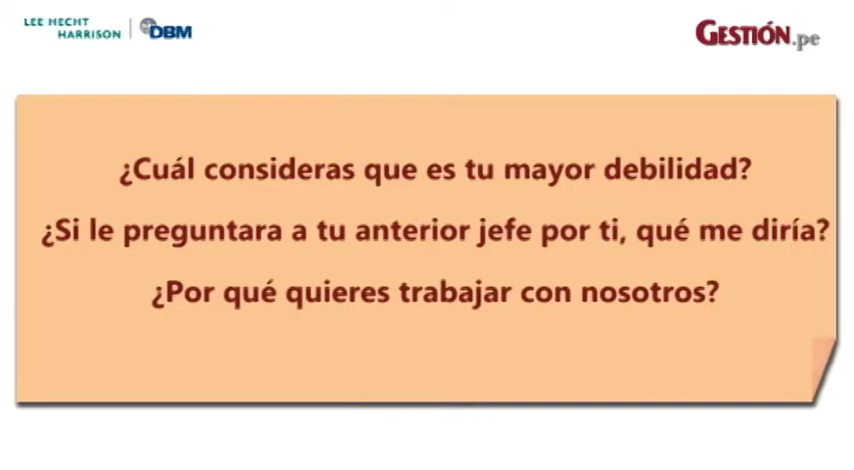 LEE HECHT
HARRISON
DBM
GESTIÓN.pe
¿Cuál consideras que es tu mayor debilidad?
¿Si le preguntara a tu anterior jefe por ti, qué me diría?
¿Por qué quieres trabajar con nosotros?